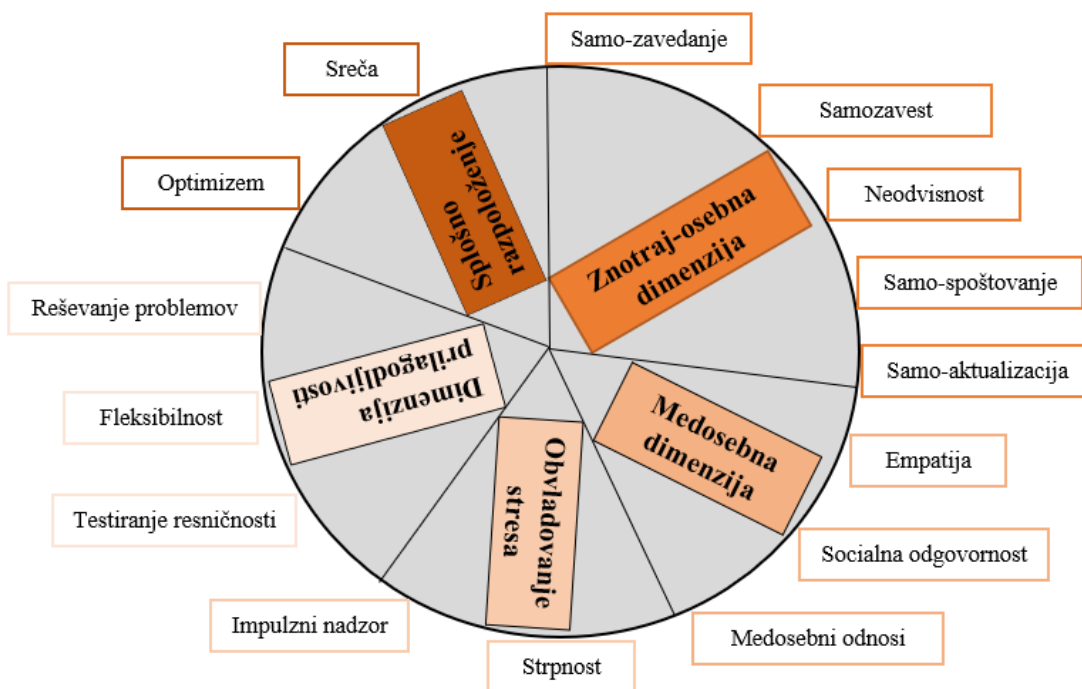 Samo-zavedanje
Sreča
Samozavest
Optimizem
Splošno
razpoloženje
Neodvisnost
Znotraj-osebna
dimenzija
Samo-spoštovanje
Reševanje problemov
Samo-aktualizacija
Dimenzija
prilagodljivosti
Fleksibilnost
Medosebna
dimenzija
Empatija
Obvladovanje
stresa
Testiranje resničnosti
Socialna odgovornost
Impulzni nadzor
Medosebni odnosi
Strpnost